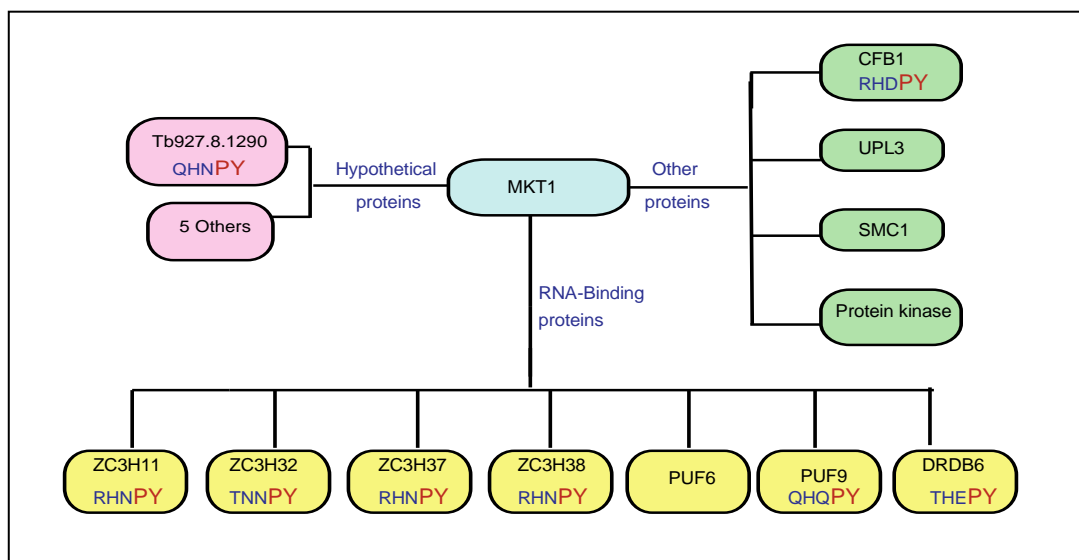 CFB1
RHDPY
Tb927.8.1290
QHNPY
Hypothetical
proteins
MKT1
Other
proteins
UPL3
5 Others
SMC1
RNA-Binding
proteins
Protein kinase
ZC3H11
RHNPY
ZC3H32
TNNPY
ZC3H37
RHNPY
ZC3H38
RHNPY
PUF6
PUF9
QHQPY
DRDB6
THEPY